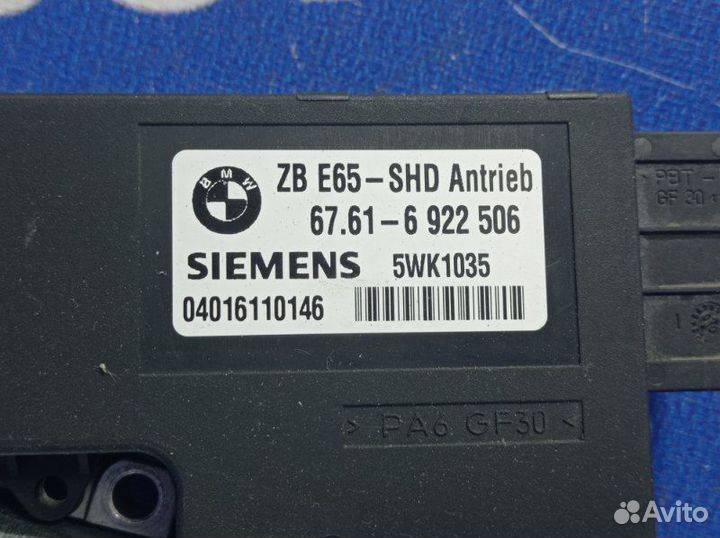 BMW
ZB E65-SHD Antrieb
67.61-6 922 506
SIEMENS 5WK1035
04016110146
> PA6 GF30 <
PBT-
GF 30
Avito